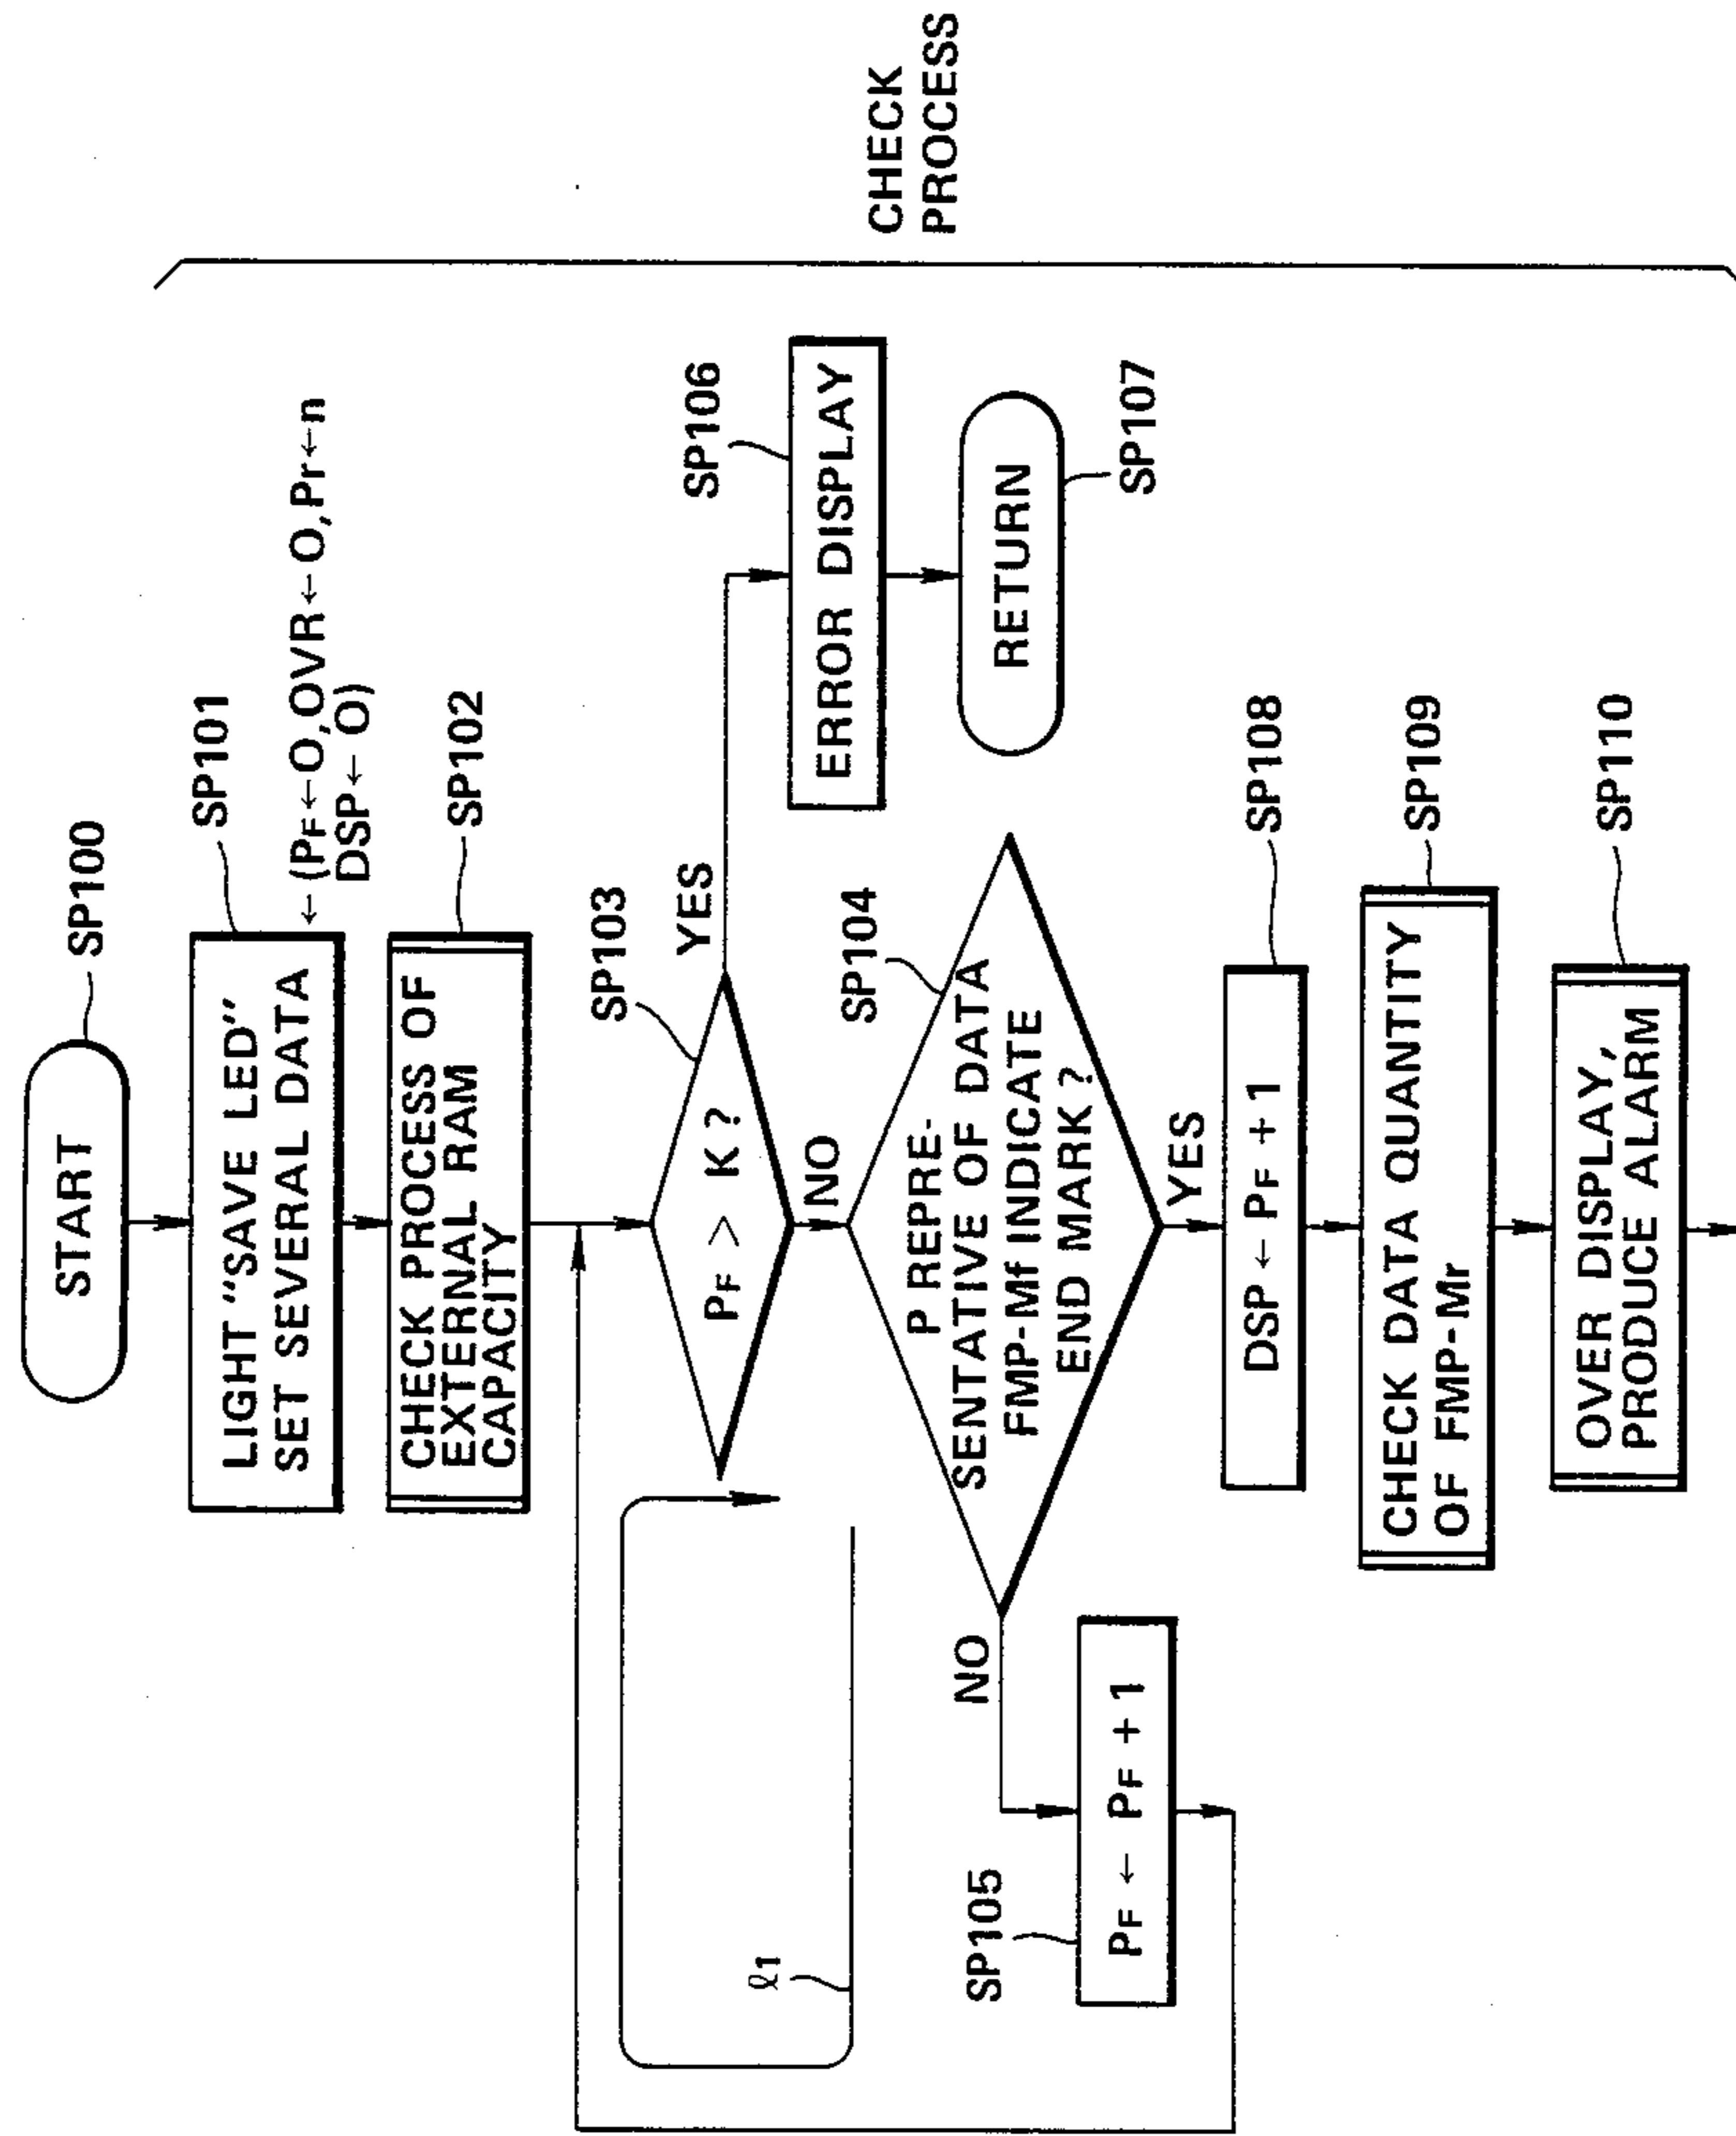 START
SP100
LIGHT "SAVE LED"
SET SEVERAL DATA
SP101
← (PF←O,OVR←O,Pr←n
DSP←O)
CHECK PROCESS OF
EXTERNAL RAM
CAPACITY
SP102
PF > K ?
SP103
YES
NO
ERROR DISPLAY
SP106
RETURN
SP107
ℓ1
P REPRE-
SENTATIVE OF DATA
FMP-Mf INDICATE
END MARK ?
SP104
NO
YES
SP105
PF ← PF + 1
DSP ← PF + 1
SP108
CHECK DATA QUANTITY
OF FMP-Mr
SP109
OVER DISPLAY,
PRODUCE ALARM
SP110
CHECK
PROCESS